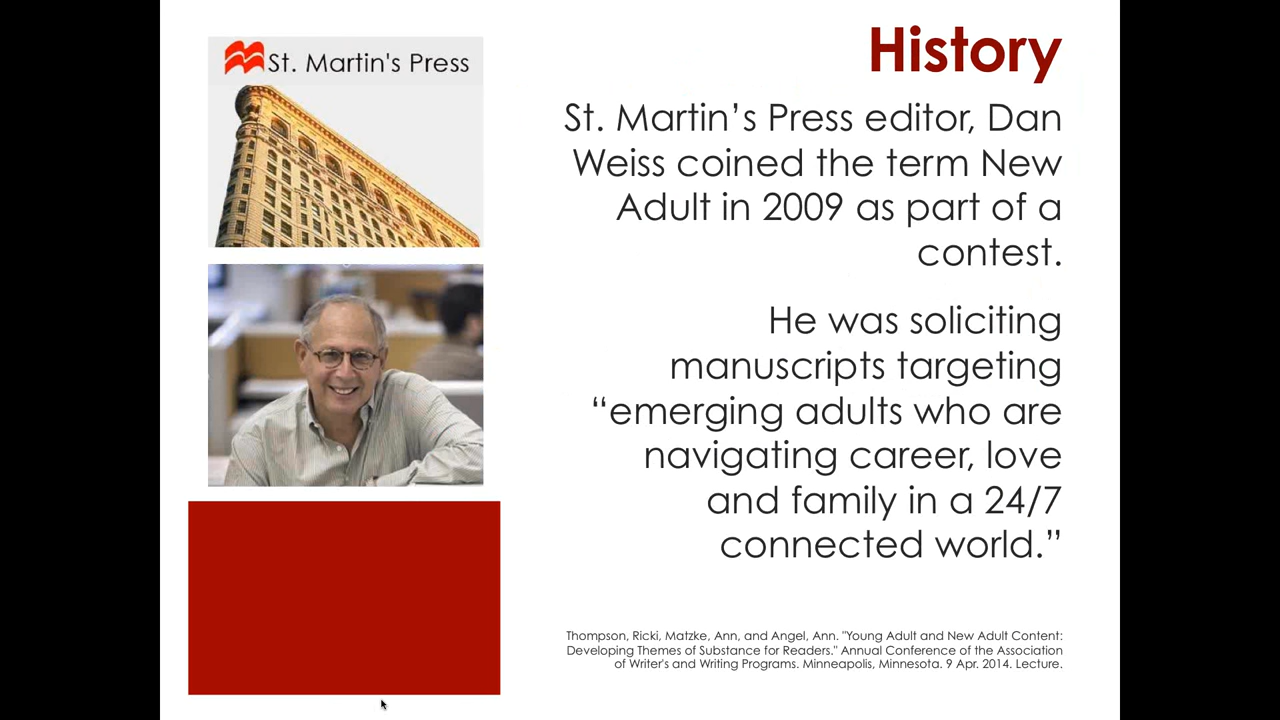 St. Martin's Press
History
St. Martin’s Press editor, Dan
Weiss coined the term New
Adult in 2009 as part of a
contest.
He was soliciting
manuscripts targeting
“emerging adults who are
navigating career, love
and family in a 24/7
connected world.”
Thompson, Ricki, Matzke, Ann, and Angel, Ann. "Young Adult and New Adult Content:
Developing Themes of Substance for Readers." Annual Conference of the Association
of Writer's and Writing Programs. Minneapolis, Minnesota. 9 Apr. 2014. Lecture.